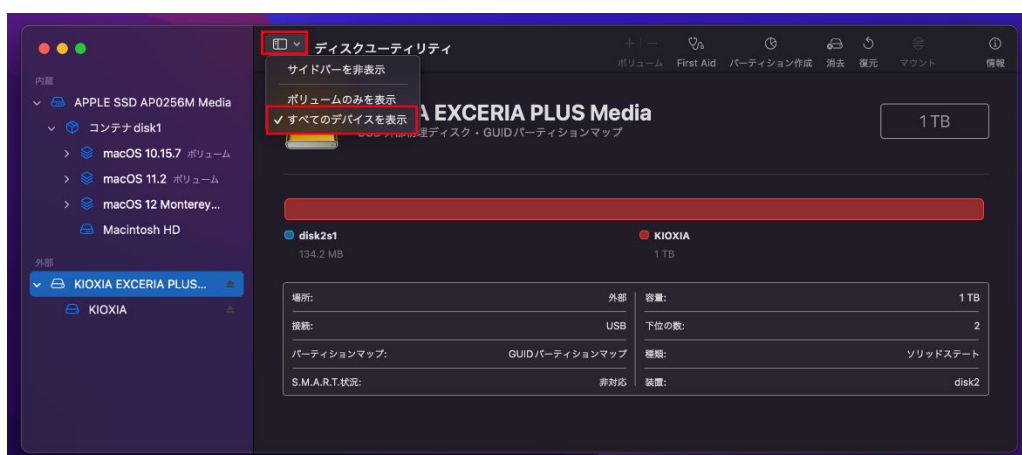 ディスクユーティリティ
ボリューム
First Aid
パーティション作成
消去
復元
マウント
情報
サイドバーを非表示
ボリュームのみを表示
✓ すべてのデバイスを表示
内蔵
APPLE SSD AP0256M Media
コンテナ disk1
macOS 10.15.7 ボリューム
macOS 11.2 ボリューム
macOS 12 Monterey...
Macintosh HD
外部
KIOXIA EXCERIA PLUS...
KIOXIA
A EXCERIA PLUS Media
物理ディスク・GUIDパーティションマップ
1 TB
disk2s1
134.2 MB
KIOXIA
1 TB
場所: 外部
容量: 1 TB
接続: USB
下位の数: 2
パーティションマップ: GUIDパーティションマップ
種類: ソリッドステート
S.M.A.R.T.状況: 非対応
装置: disk2